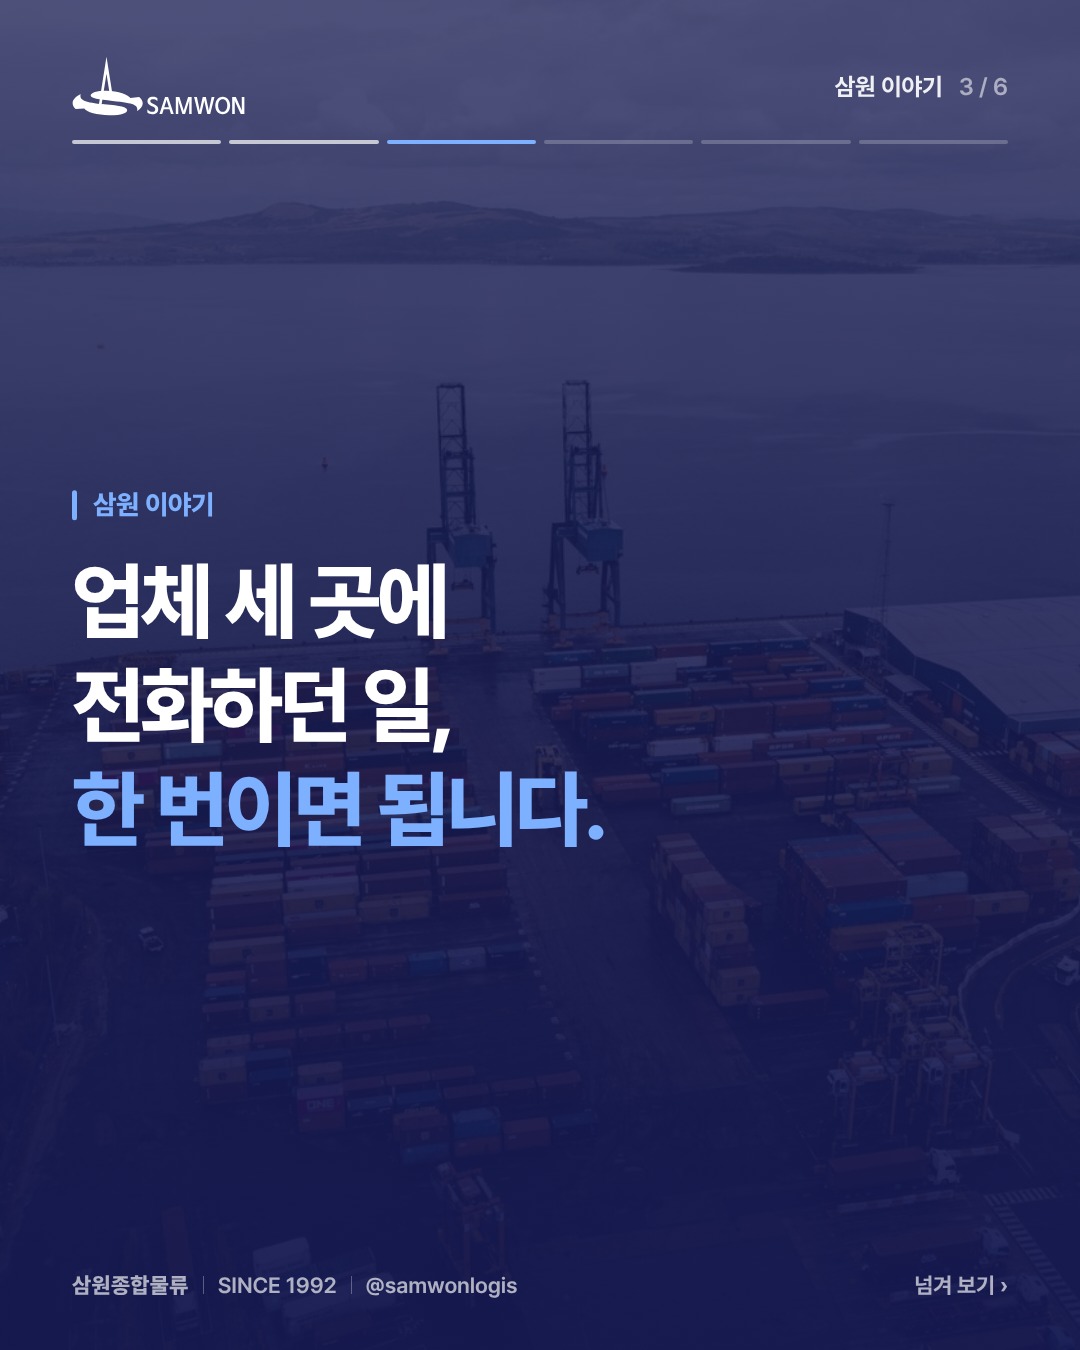 SAMWON
삼원 이야기 3 / 6
삼원 이야기
업체 세 곳에
전화하던 일,
한 번이면 됩니다.
ONE
삼원종합물류 | SINCE 1992 | @samwonlogis
넘겨 보기 ›